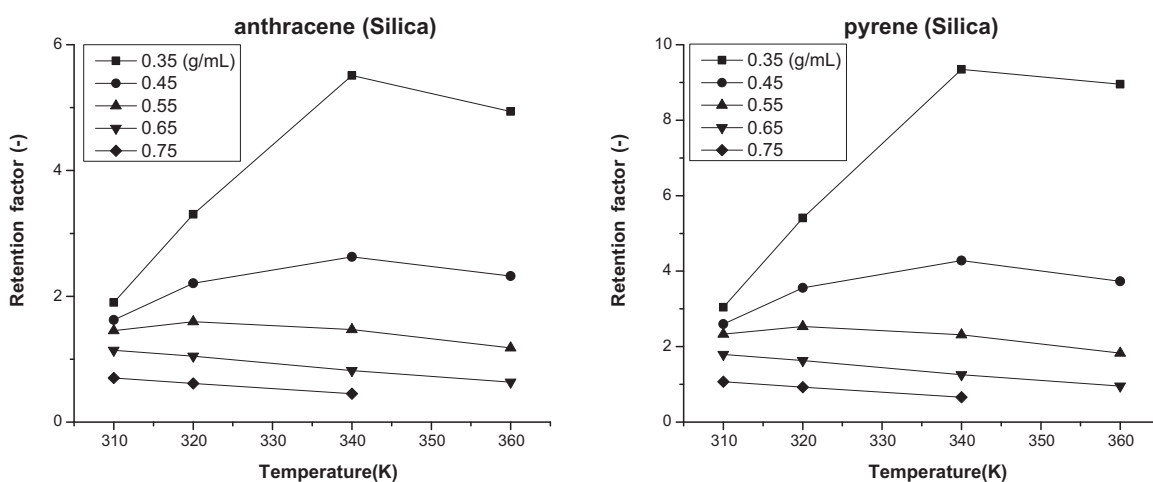 anthracene (Silica)
6
4
2
0
Retention factor (-)
0.35 (g/mL)
0.45
0.55
0.65
0.75
310 320 330 340 350 360
Temperature(K)
pyrene (Silica)
10
8
6
4
2
0
Retention factor (-)
0.35 (g/mL)
0.45
0.55
0.65
0.75
310 320 330 340 350 360
Temperature(K)